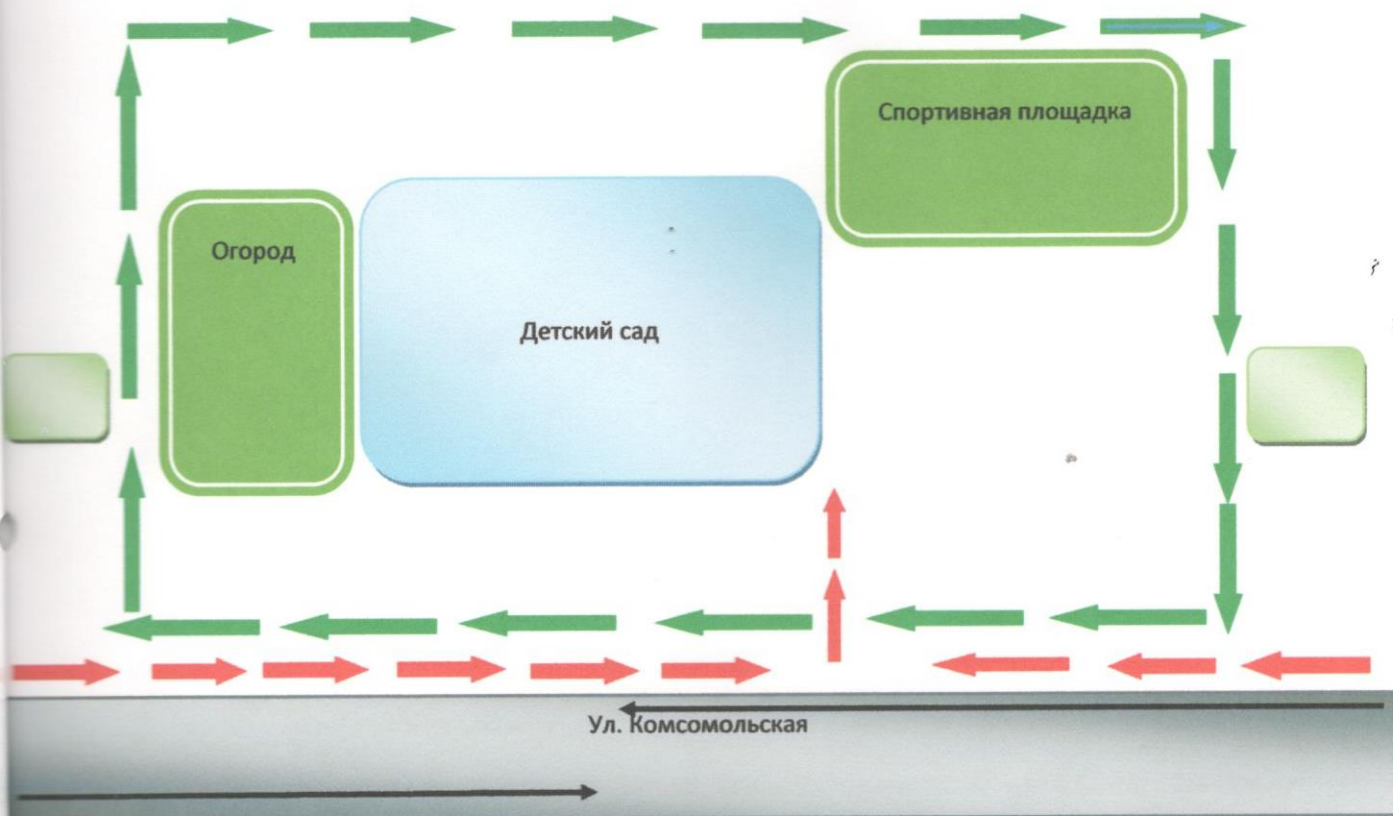 Спортивная площадка
Огород
Детский сад
Ул. Комсомольская